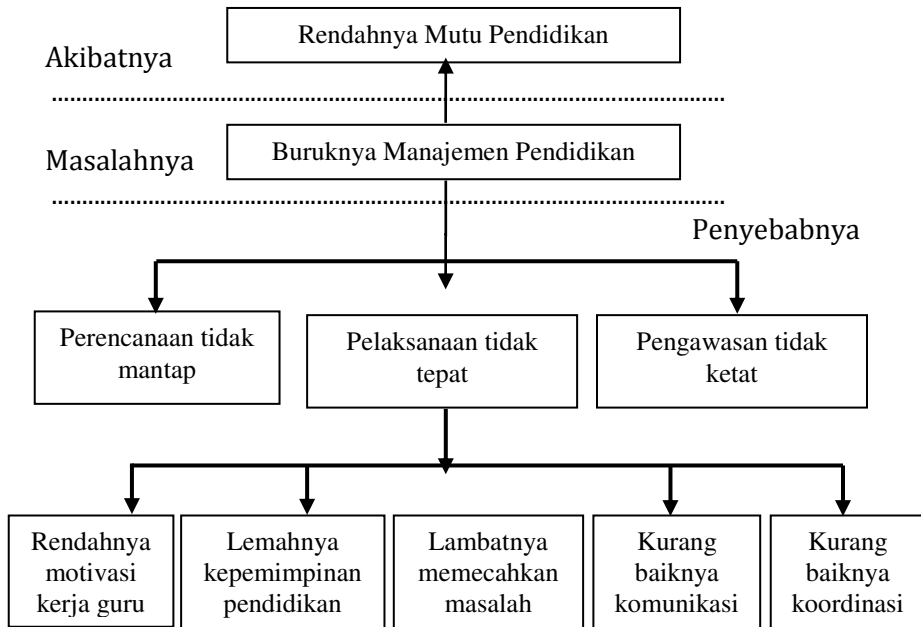 Rendahnya Mutu Pendidikan
Akibatnya
Buruknya Manajemen Pendidikan
Masalahnya
Penyebabnya
Perencanaan tidak
mantap
Pelaksanaan tidak
tepat
Pengawasan tidak
ketat
Rendahnya
motivasi
kerja guru
Lemahnya
kepemimpinan
pendidikan
Lambatnya
memecahkan
masalah
Kurang
baiknya
komunikasi
Kurang
baiknya
koordinasi